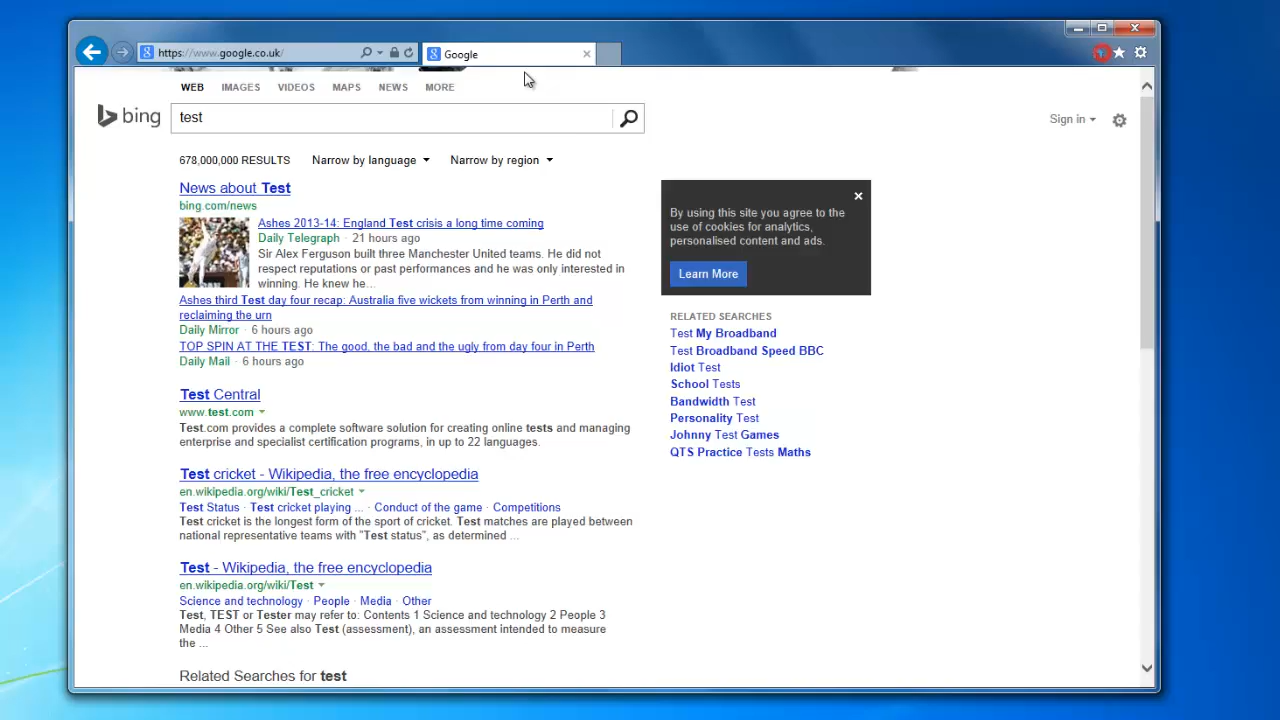 https://www.google.co.uk/
Google
WEB IMAGES VIDEOS MAPS NEWS MORE
bing
test
Sign in
678,000,000 RESULTS Narrow by language Narrow by region
News about Test
bing.com/news
Ashes 2013-14: England Test crisis a long time coming
Daily Telegraph · 21 hours ago
Sir Alex Ferguson built three Manchester United teams. He did not
respect reputations or past performances and he was only interested in
winning. He knew he...
Ashes third Test day four recap: Australia five wickets from winning in Perth and
reclaiming the urn
Daily Mirror · 6 hours ago
TOP SPIN AT THE TEST: The good, the bad and the ugly from day four in Perth
Daily Mail · 6 hours ago
Test Central
www.test.com
Test.com provides a complete software solution for creating online tests and managing
enterprise and specialist certification programs, in up to 22 languages.
Test cricket - Wikipedia, the free encyclopedia
en.wikipedia.org/wiki/Test_cricket
Test Status · Test cricket playing ... · Conduct of the game · Competitions
Test cricket is the longest form of the sport of cricket. Test matches are played between
national representative teams with "Test status", as determined ...
Test - Wikipedia, the free encyclopedia
en.wikipedia.org/wiki/Test
Science and technology · People · Media · Other
Test, TEST or Tester may refer to: Contents 1 Science and technology 2 People 3
Media 4 Other 5 See also Test (assessment), an assessment intended to measure
the ...
Related Searches for test
By using this site you agree to the
use of cookies for analytics,
personalised content and ads.
Learn More
RELATED SEARCHES
Test My Broadband
Test Broadband Speed BBC
Idiot Test
School Tests
Bandwidth Test
Personality Test
Johnny Test Games
QTS Practice Tests Maths